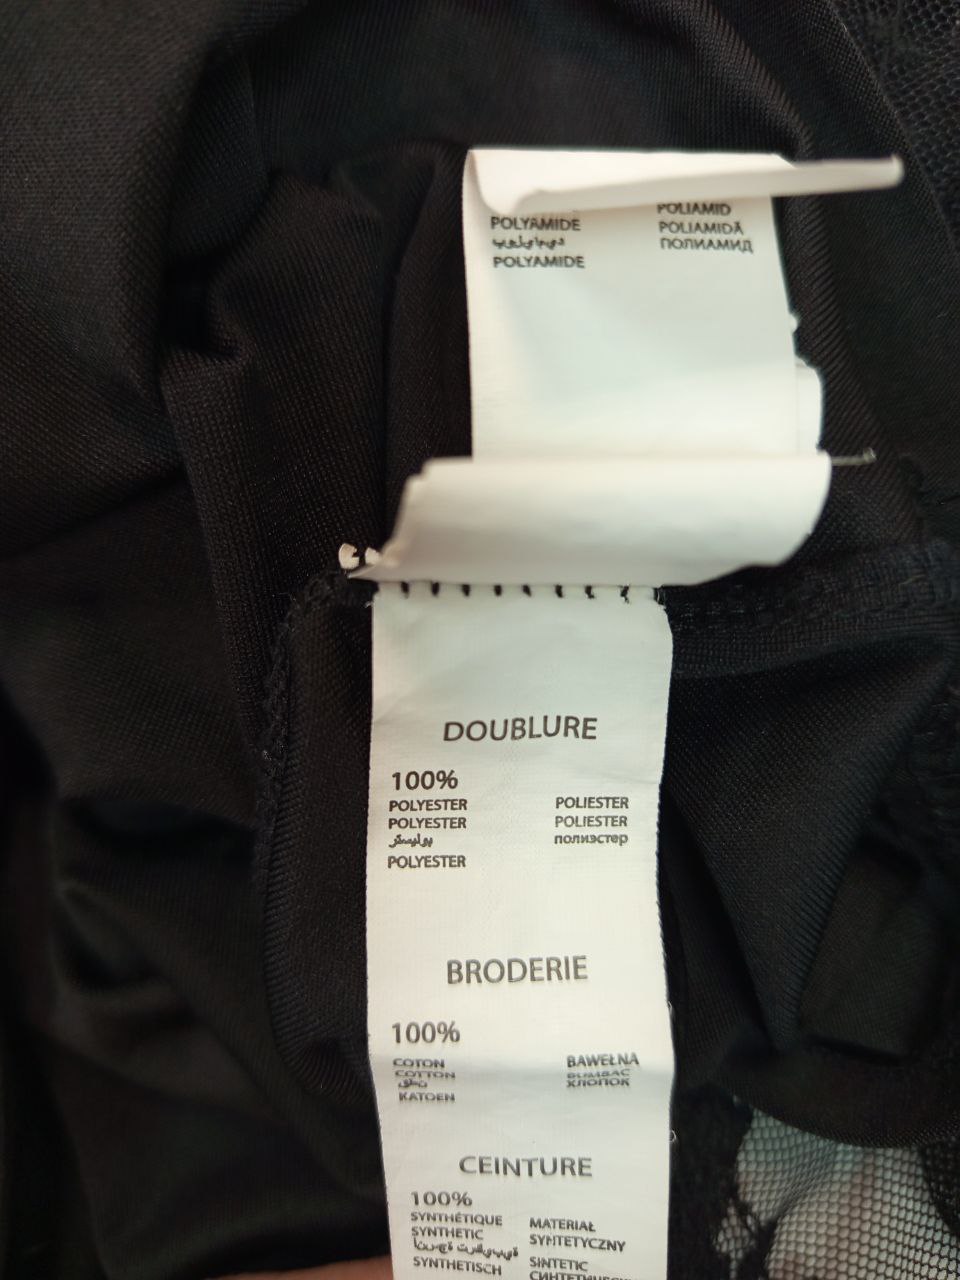 POLYAMIDE POLIAMID
POLIAMIDĂ
POLYAMIDE ПОЛИАМИД
DOUBLURE
100%
POLYESTER POLIESTER
POLYESTER POLIESTER
بوليستر полиэстер
POLYESTER
BRODERIE
100%
COTON BAWEŁNA
COTTON BUMBAC
قطن ХЛОПОК
KATOEN
CEINTURE
100%
SYNTHÉTIQUE MATERIAŁ
SYNTHETIC SYNTETYCZNY
SYNTHETISCH SINTETIC